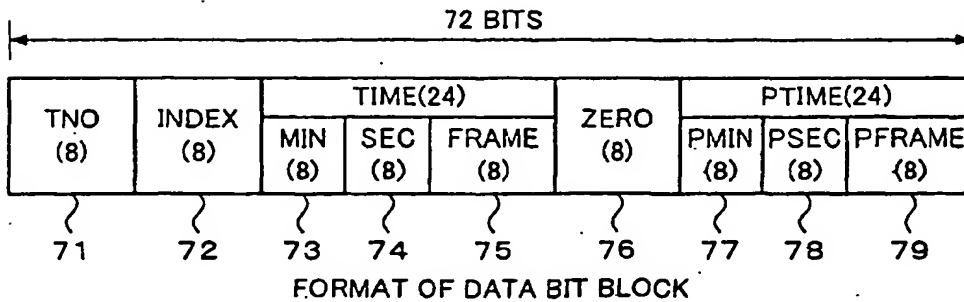 72 BITS
TNO (8) INDEX (8) TIME(24) ZERO (8) PTIME(24)
MIN (8) SEC (8) FRAME (8) PMIN (8) PSEC (8) PFRAME (8)
71 72 73 74 75 76 77 78 79
FORMAT OF DATA BIT BLOCK